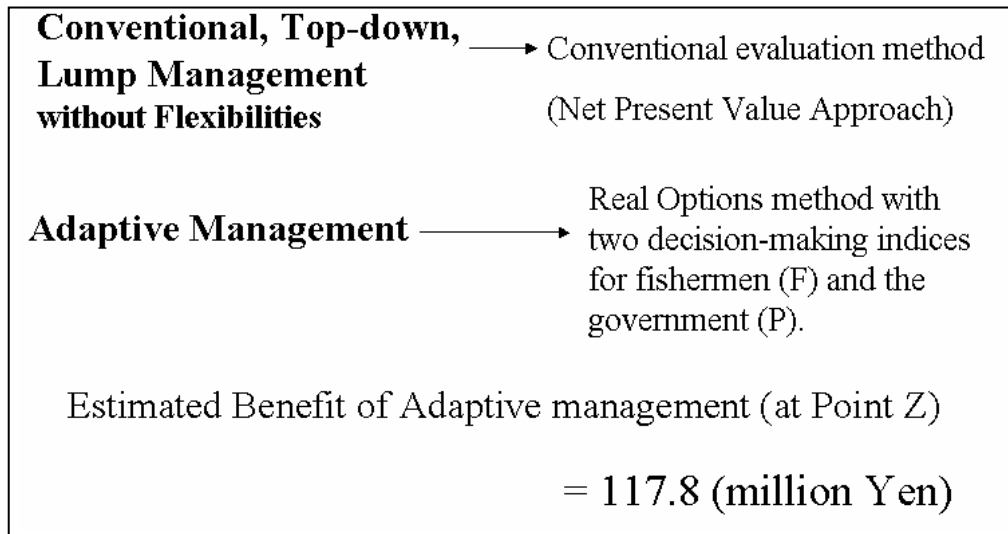 Conventional, Top-down,
Lump Management
without Flexibilities
Conventional evaluation method
(Net Present Value Approach)
Adaptive Management
Real Options method with
two decision-making indices
for fishermen (F) and the
government (P).
Estimated Benefit of Adaptive management (at Point Z)
= 117.8 (million Yen)